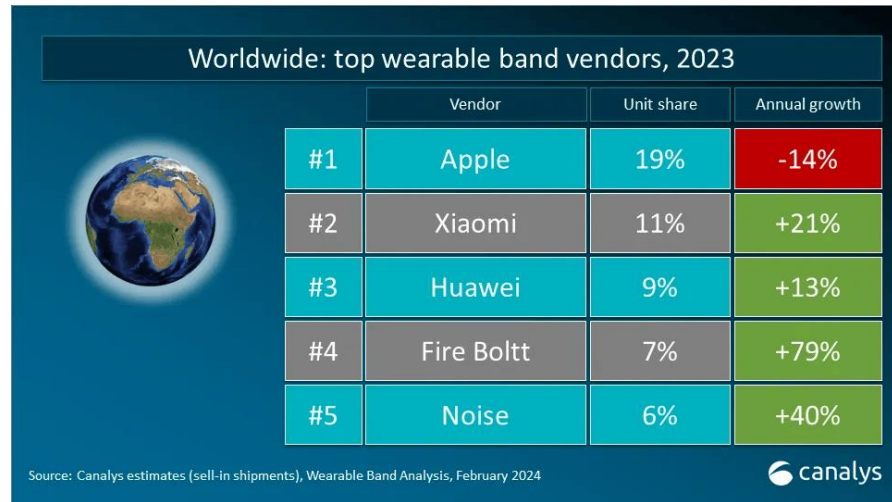 Worldwide: top wearable band vendors, 2023
Vendor Unit share Annual growth
#1 Apple 19% -14%
#2 Xiaomi 11% +21%
#3 Huawei 9% +13%
#4 Fire Boltt 7% +79%
#5 Noise 6% +40%
Source: Canalys estimates (sell-in shipments), Wearable Band Analysis, February 2024
canalys